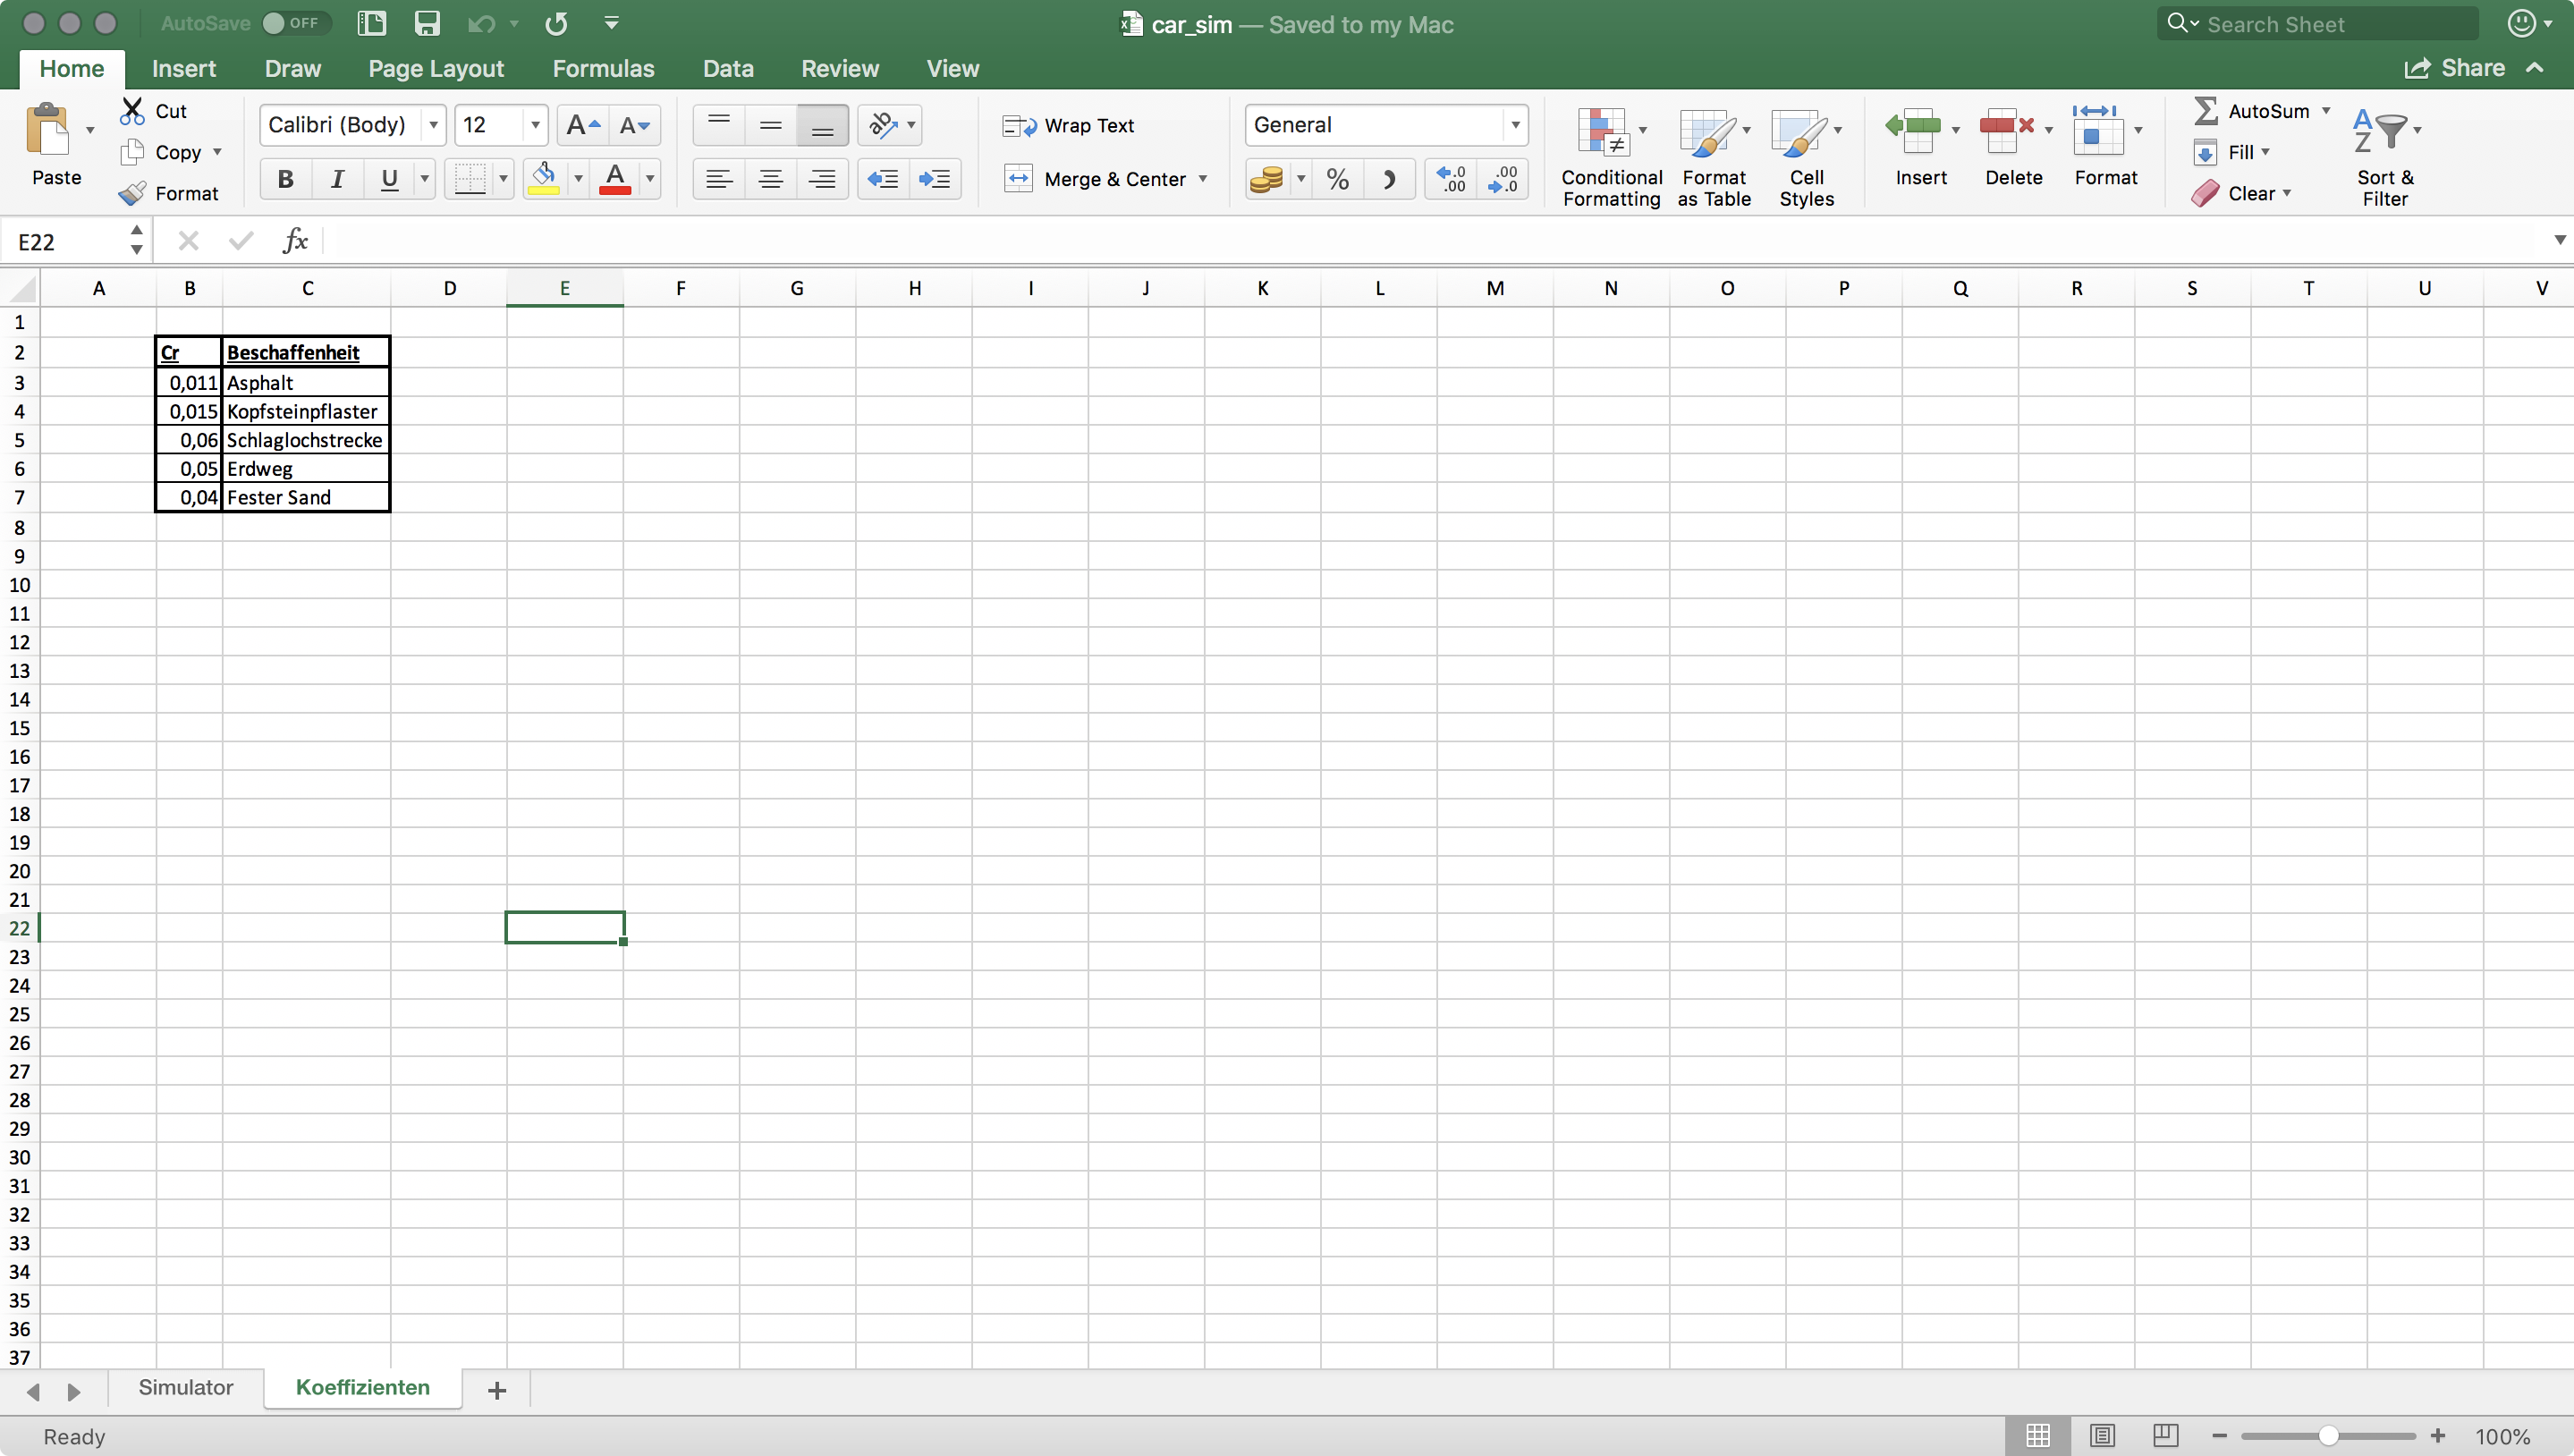 AutoSave OFF
car_sim — Saved to my Mac
Search Sheet
Home Insert Draw Page Layout Formulas Data Review View
Share
Paste
Cut
Copy
Format
Calibri (Body) 12
A A
B I U A
ab
Wrap Text
Merge & Center
General
% .0 .00 .00 .0
Conditional Formatting
Format as Table
Cell Styles
Insert
Delete
Format
AutoSum
Fill
Clear
A Z
Sort & Filter
E22 fx
A B C D E F G H I J K L M N O P Q R S T U V
1
2 Cr Beschaffenheit
3 0,011 Asphalt
4 0,015 Kopfsteinpflaster
5 0,06 Schlaglochstrecke
6 0,05 Erdweg
7 0,04 Fester Sand
8
9
10
11
12
13
14
15
16
17
18
19
20
21
22
23
24
25
26
27
28
29
30
31
32
33
34
35
36
37
Simulator Koeffizienten +
Ready
100%